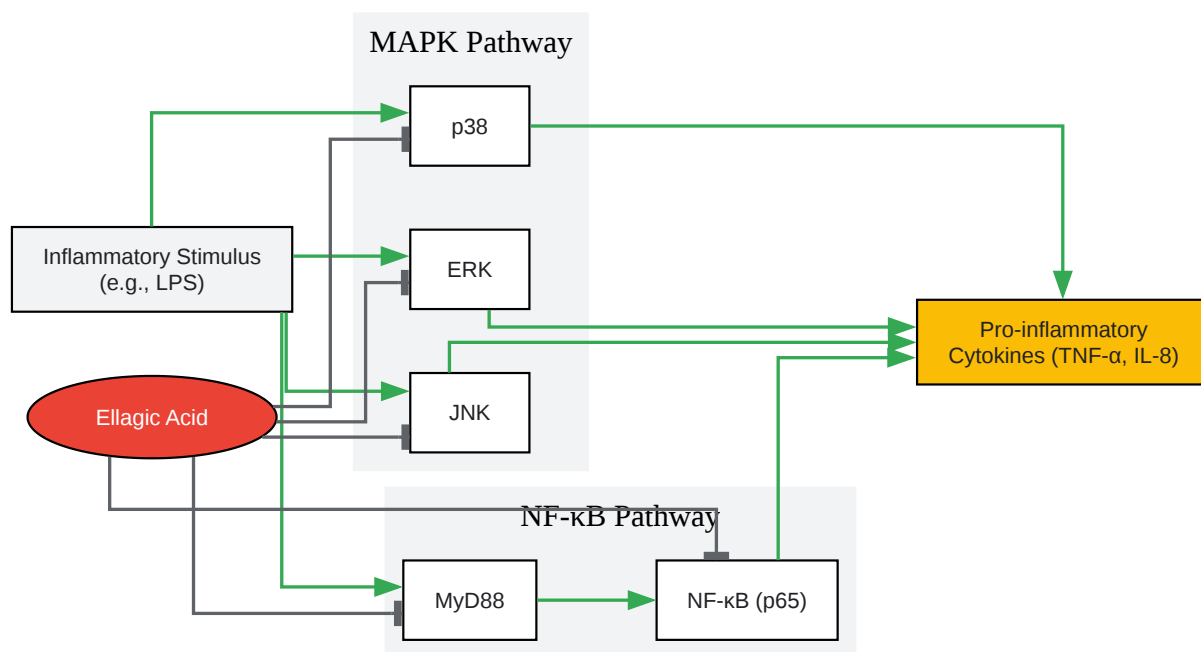 MAPK Pathway
p38
Inflammatory Stimulus
(e.g., LPS)
ERK
Pro-inflammatory
Cytokines (TNF-α, IL-8)
JNK
Ellagic Acid
NF-κB Pathway
MyD88
NF-κB (p65)